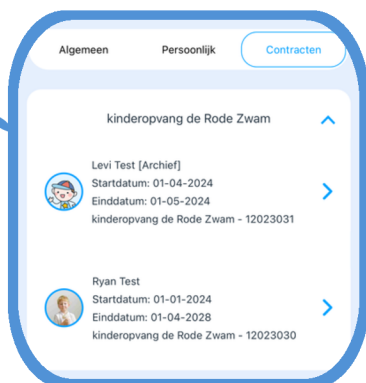 Algemeen Persoonlijk Contracten
kinderopvang de Rode Zwam
Levi Test [Archief]
Startdatum: 01-04-2024
Einddatum: 01-05-2024
kinderopvang de Rode Zwam - 12023031
Ryan Test
Startdatum: 01-01-2024
Einddatum: 01-04-2028
kinderopvang de Rode Zwam - 12023030